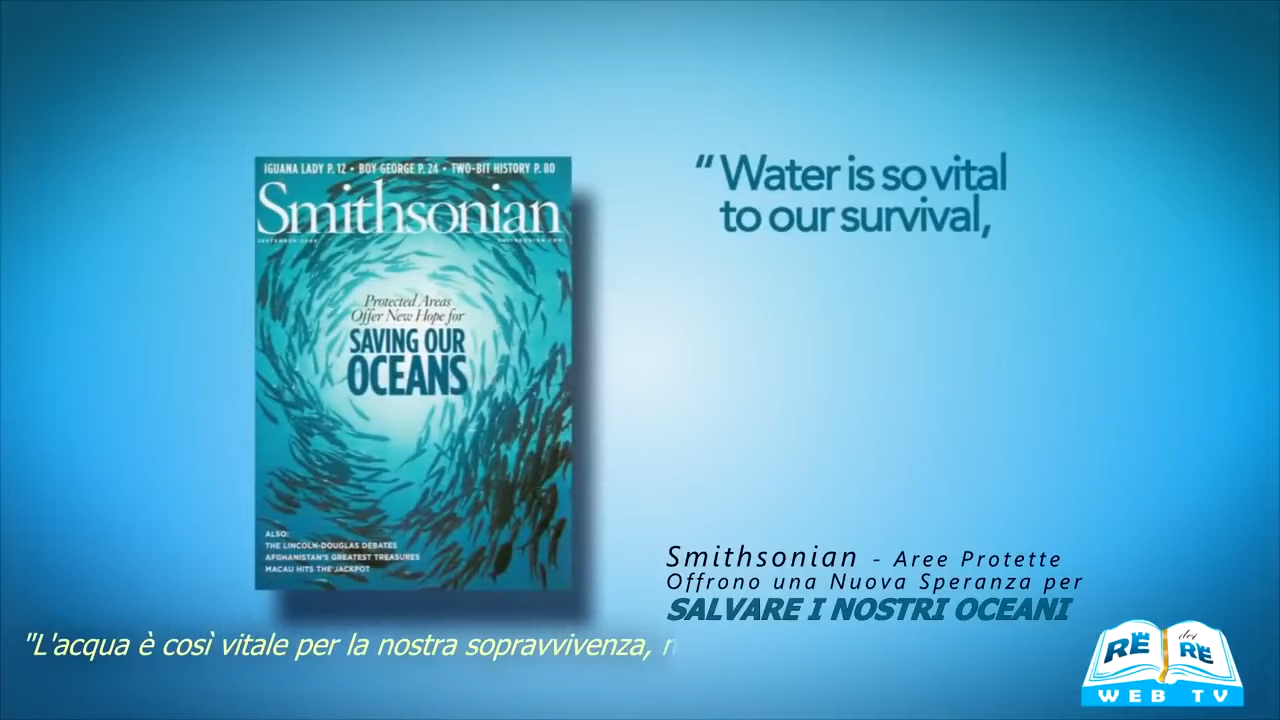 IGUANA LADY P. 12 • BOY GEORGE P. 24 • TWO-BIT HISTORY P. 80
Smithsonian
SMITHSONIAN.COM
Protected Areas
Offer New Hope for
SAVING OUR
OCEANS
ALSO:
THE LINCOLN-DOUGLAS DEBATES
AFGHANISTAN'S GREATEST TREASURES
MACAU HITS THE JACKPOT
“Water is so vital
to our survival,
Smithsonian - Aree Protette
Offrono una Nuova Speranza per
SALVARE I NOSTRI OCEANI
"L'acqua è così vitale per la nostra sopravvivenza,
RE dei RE
WEB TV